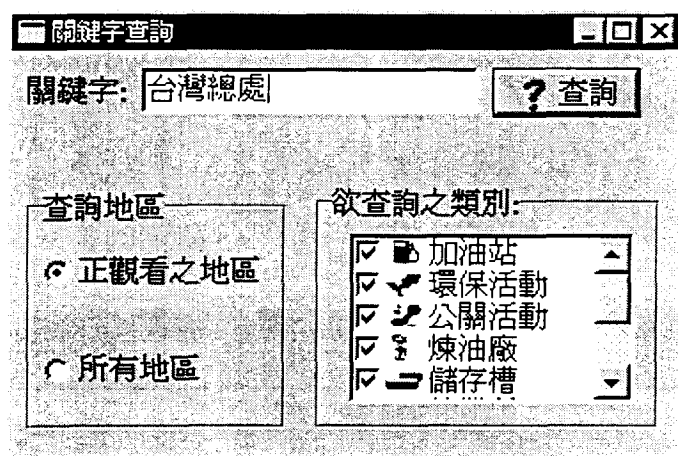 關鍵字查詢
關鍵字: 台灣總處
? 查詢
查詢地區
正觀看之地區
所有地區
欲查詢之類別:
加油站
環保活動
公關活動
煉油廠
儲存槽